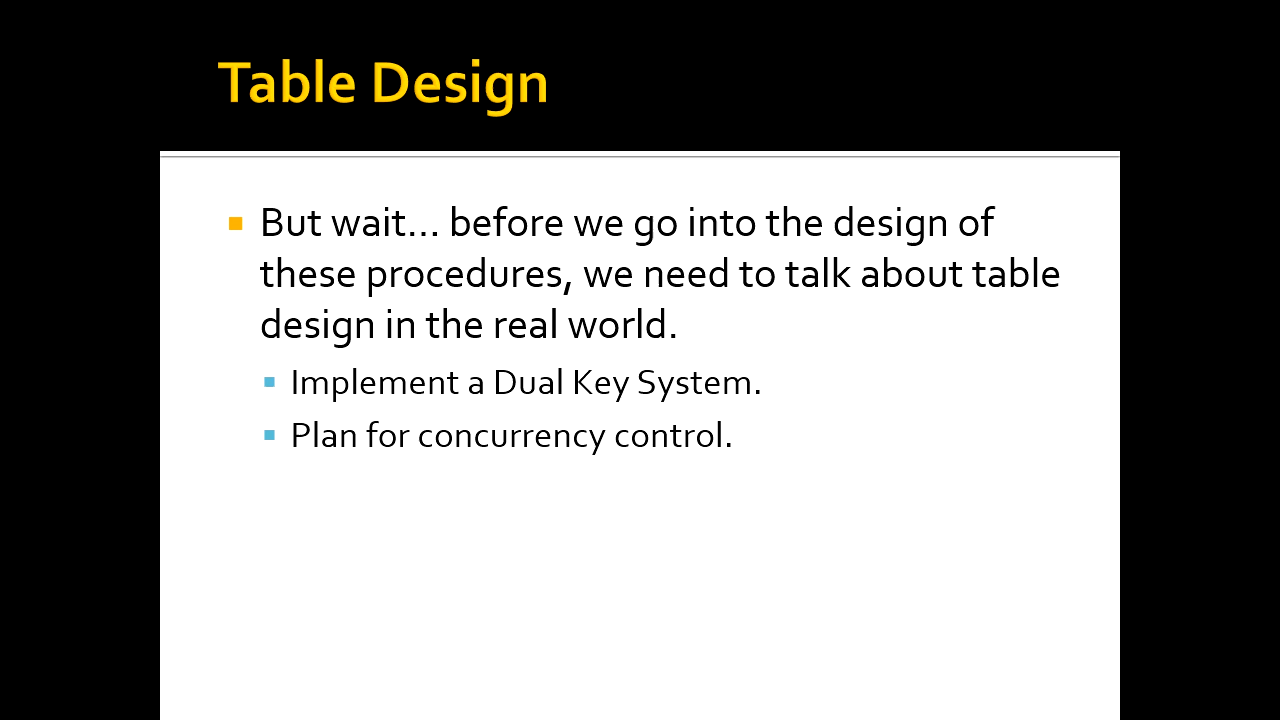 Table Design
But wait... before we go into the design of
these procedures, we need to talk about table
design in the real world.
Implement a Dual Key System.
Plan for concurrency control.